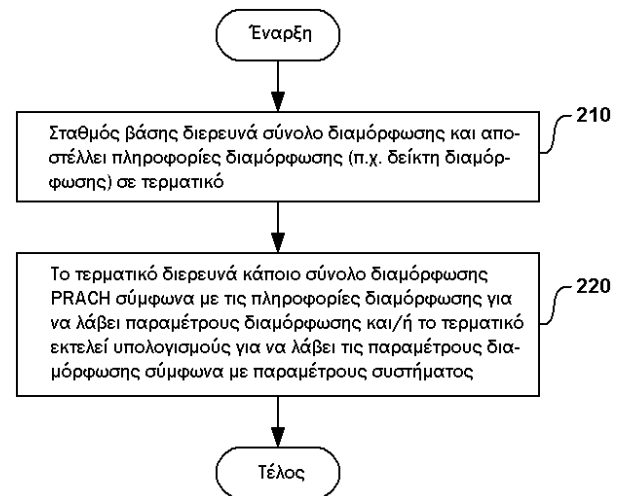 Έναρξη
210
Σταθμός βάσης διερευνά σύνολο διαμόρφωσης και απο-
στέλλει πληροφορίες διαμόρφωσης (π.χ. δείκτη διαμόρ-
φωσης) σε τερματικό
220
Το τερματικό διερευνά κάποιο σύνολο διαμόρφωσης
PRACH σύμφωνα με τις πληροφορίες διαμόρφωσης για
να λάβει παραμέτρους διαμόρφωσης και/ή το τερματικό
εκτελεί υπολογισμούς για να λάβει τις παραμέτρους δια-
μόρφωσης σύμφωνα με παραμέτρους συστήματος
Τέλος